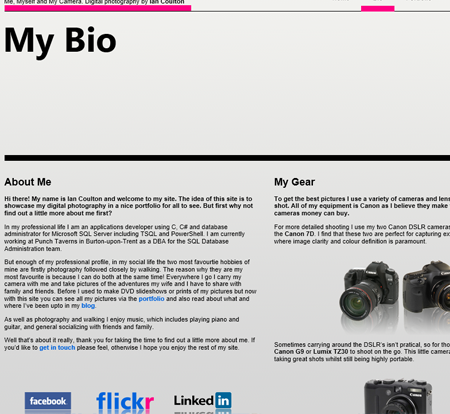 Me, Myself and My Camera. Digital photography by Ian Coulton
My Bio
About Me
Hi there! My name is Ian Coulton and welcome to my site. The idea of this site is to
showcase my digital photography in a nice portfolio for all to see. But first why not
find out a little more about me first?
In my professional life I am an applications developer using C, C# and database
administrator for Microsoft SQL Server including TSQL and PowerShell. I am currently
working at Punch Taverns in Burton-upon-Trent as a DBA for the SQL Database
Administration team.
But enough of my professional profile, in my social life the two most favourtie hobbies of
mine are firstly photography followed closely by walking. The reason why they are my
most favourite is because I can do both at the same time! Everywhere I go I carry my
camera with me and take pictures of the adventures my wife and I have to share with
family and friends. Before I used to make DVD slideshows or prints of my pictures but now
with this site you can see all my pictures via the portfolio and also read about what and
where I've been upto in my blog.
As well as photography and walking I enjoy music, which includes playing piano and
guitar, and general socializing with friends and family.
Well that's about it really, thank you for taking the time to find out a little more about me. If
you'd like to get in touch please feel, otherwise I hope you enjoy the rest of my site.
facebook
flickr
Linked in
My Gear
To get the best pictures I use a variety of cameras and lens
shot. All of my equipment is Canon as I believe they make
cameras money can buy.
For more detailed shooting I use my two Canon DSLR cameras
the Canon 7D. I find that these two are perfect for capturing ex
where image clarity and colour definition is paramount.
Canon
Sometimes carrying around the DSLR's isn't pratical, so for tho
Canon G9 or Lumix TZ30 to shoot on the go. This little camera
taking great shots whilst still being highly portable.
Canon